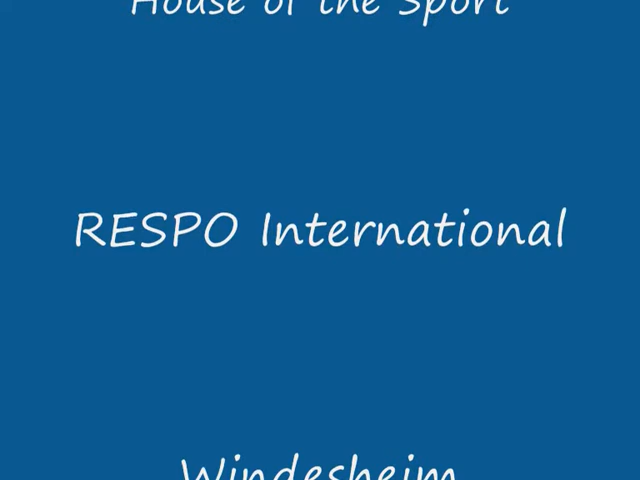 House of the Sport
RESPO International
Windesheim